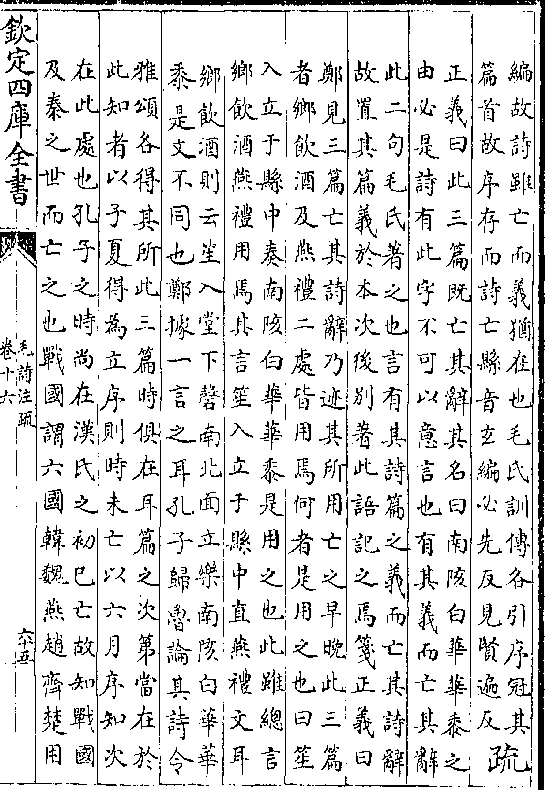 編故詩雖亡而義猶在也毛氏訓傳各引序冠其
篇首故序存而詩亡縣音玄編必先反見賢遍反
疏
正義曰此三篇既亡其辭其名曰南陔白華華黍之
由必是詩有此字不可以意言也有其義而亡其辭
此二句毛氏著之也言有其詩篇之義而亡其詩辭
故置其篇義於本次後别著此語記之焉箋正義曰
鄭見三篇亡其詩辭乃迹其所用亡之早晚此三篇
者鄉飲酒及燕禮二處皆用焉何者是用之也曰笙
入立于縣中奏南陔白華華黍是用之也此雖總言
鄉飲酒燕禮用焉其言笙入立于縣中直燕禮文耳
鄉飲酒則云笙入堂下磬南北面立樂南陔白華華
黍是文不同也鄭據一言之耳孔子歸魯論其詩令
雅頌各得其所此三篇時俱在耳篇之次第當在於
此知者以子夏得為立序則時未亡以六月序知次
在此處也孔子之時尚在漢氏之初已亡故知戰國
及秦之世而亡之也戰國謂六國韓魏燕趙齊楚用
欽定四庫全書
毛詩注疏
卷十六
六十五